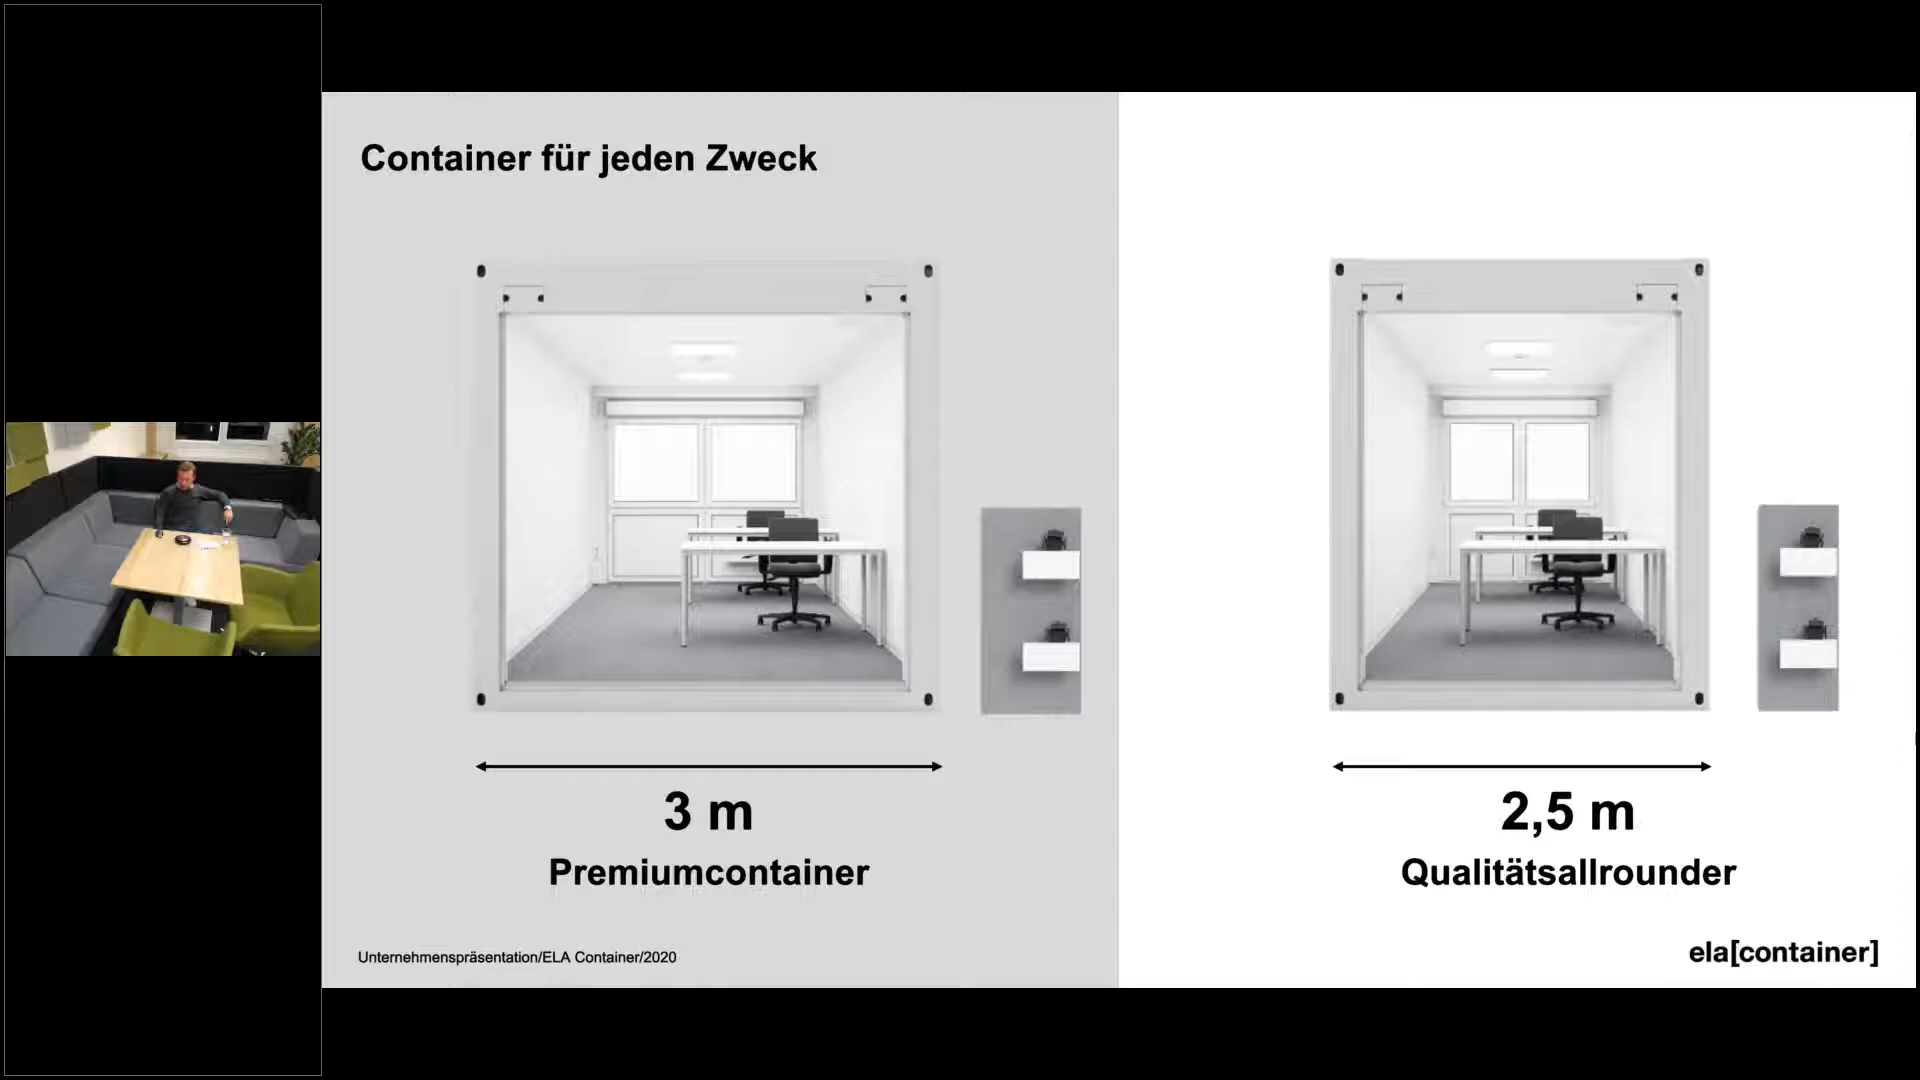 Container für jeden Zweck
3 m
Premiumcontainer
2,5 m
Qualitätsallrounder
Unternehmenspräsentation/ELA Container/2020
ela[container]